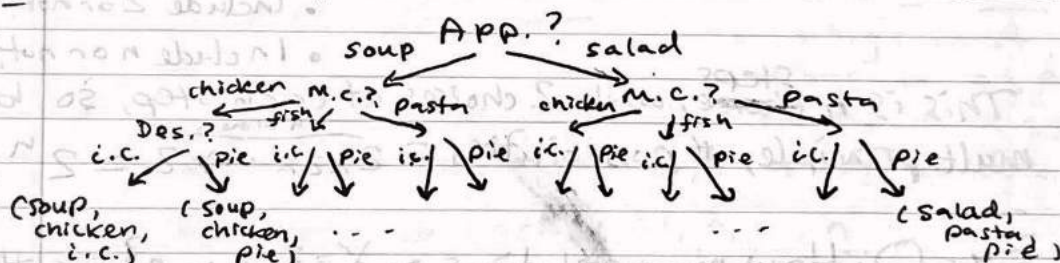 App.?
soup salad
chicken m.c.? pasta chicken m.c.? pasta
Des.? fish fish
i.c. pie i.c pie i.c. pie i.c. pie i.c. pie i.c. pie
(soup, chicken, i.c.)
(soup, chicken, pie)
...
...
(salad, pasta, pie)